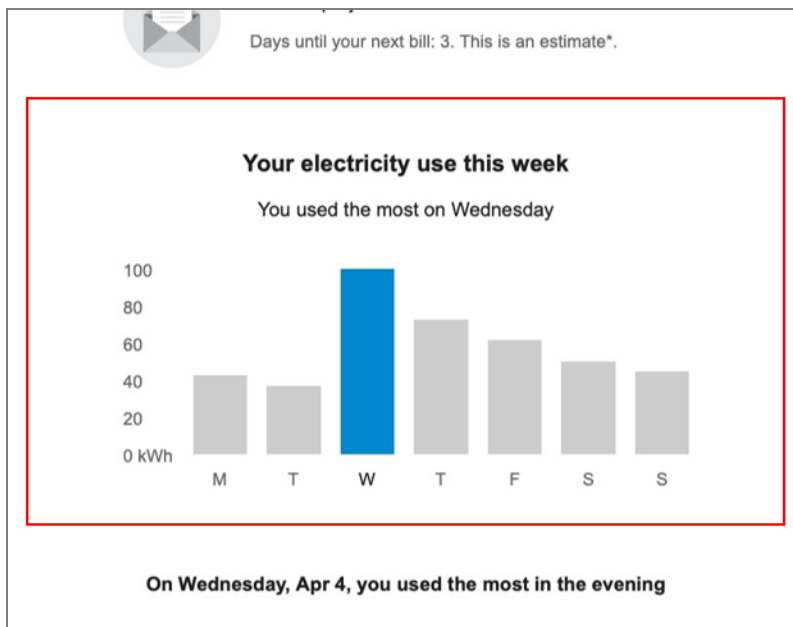 Days until your next bill: 3. This is an estimate*.
Your electricity use this week
You used the most on Wednesday
100
80
60
40
20
0 kWh
M T W T F S S
On Wednesday, Apr 4, you used the most in the evening